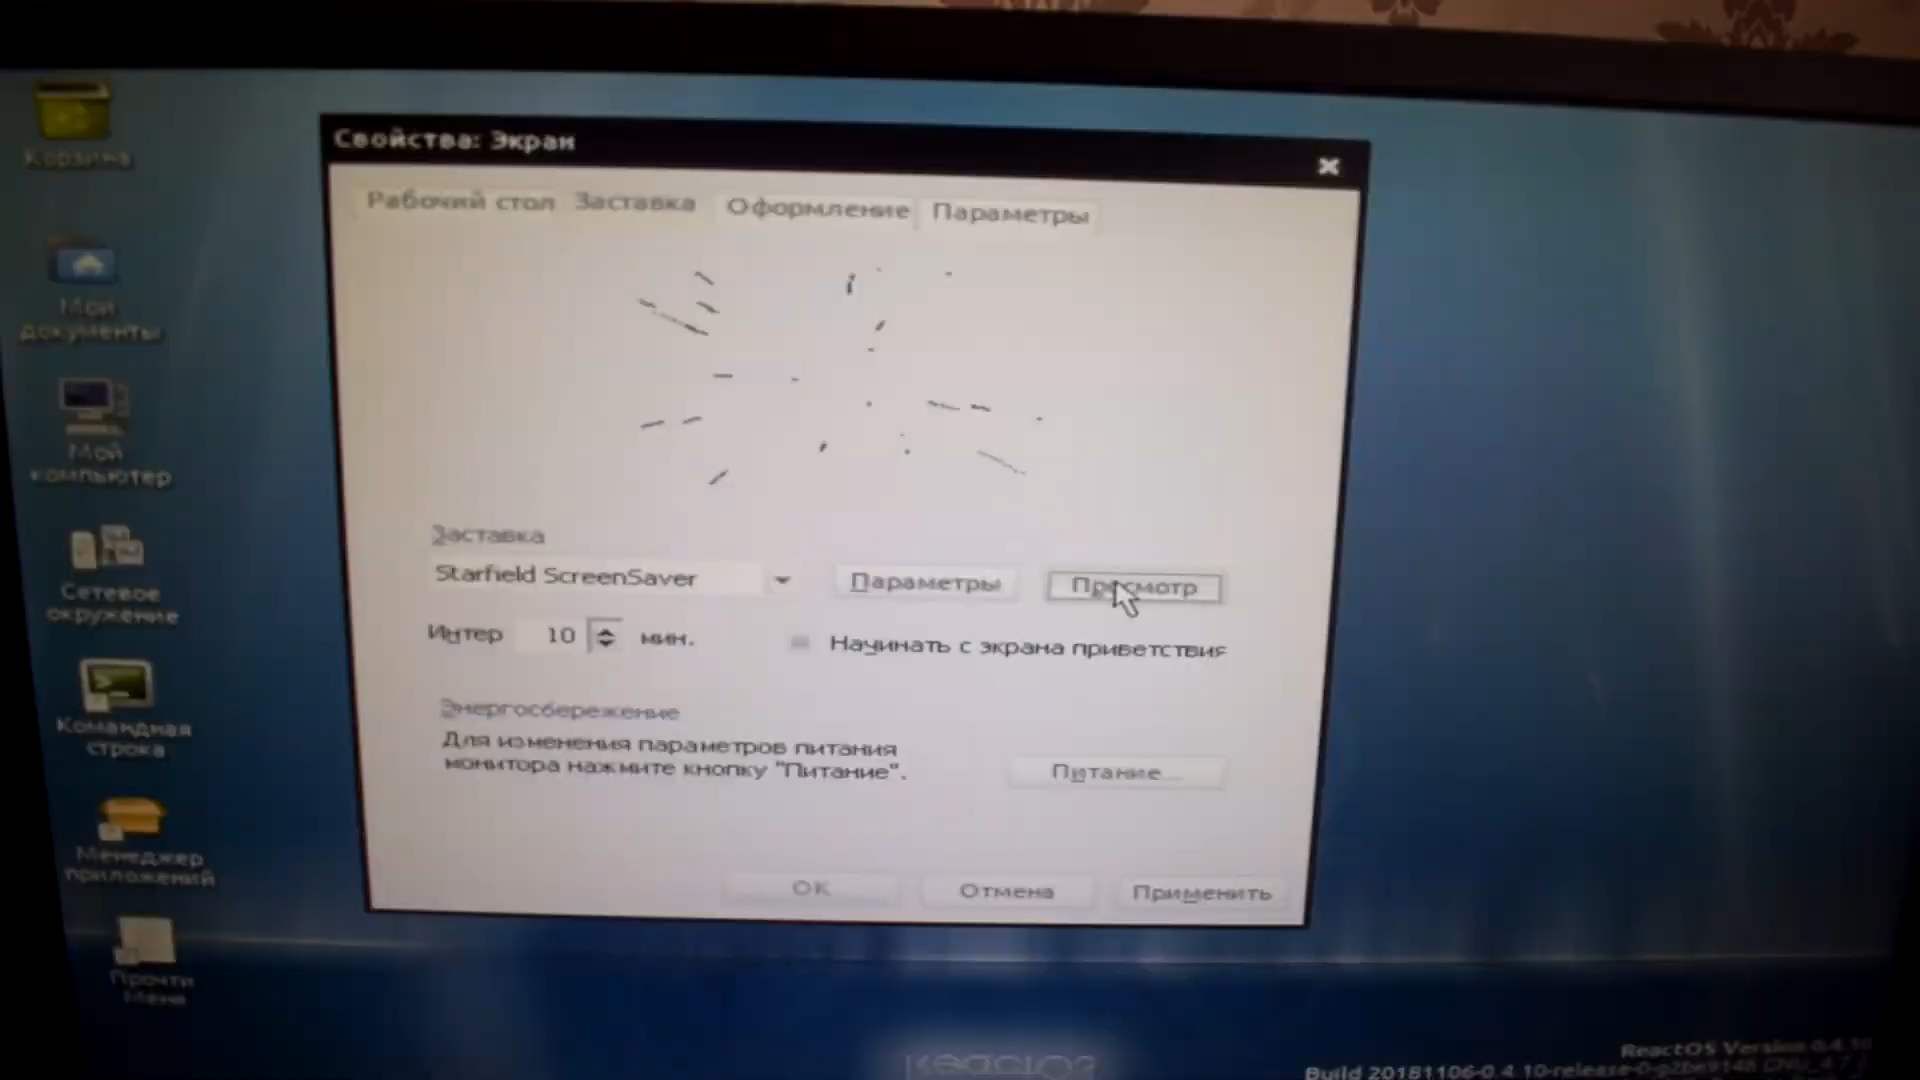 Корзина
Свойства: Экран
Рабочий стол
Заставка
Оформление
Параметры
Мои
документы
Мой
компьютер
Сетевое
окружение
Командная
строка
Менеджер
приложений
Прочти
Меня
Заставка
Starfield ScreenSaver
Параметры
Просмотр
Интер
10
мин.
Начинать с экрана приветствия
Энергосбережение
Для изменения параметров питания
монитора нажмите кнопку "Питание".
Питание...
OK
Отмена
Применить
ReactOS
ReactOS Version 0.4.10
Build 20181106-0.4.10-release-0-